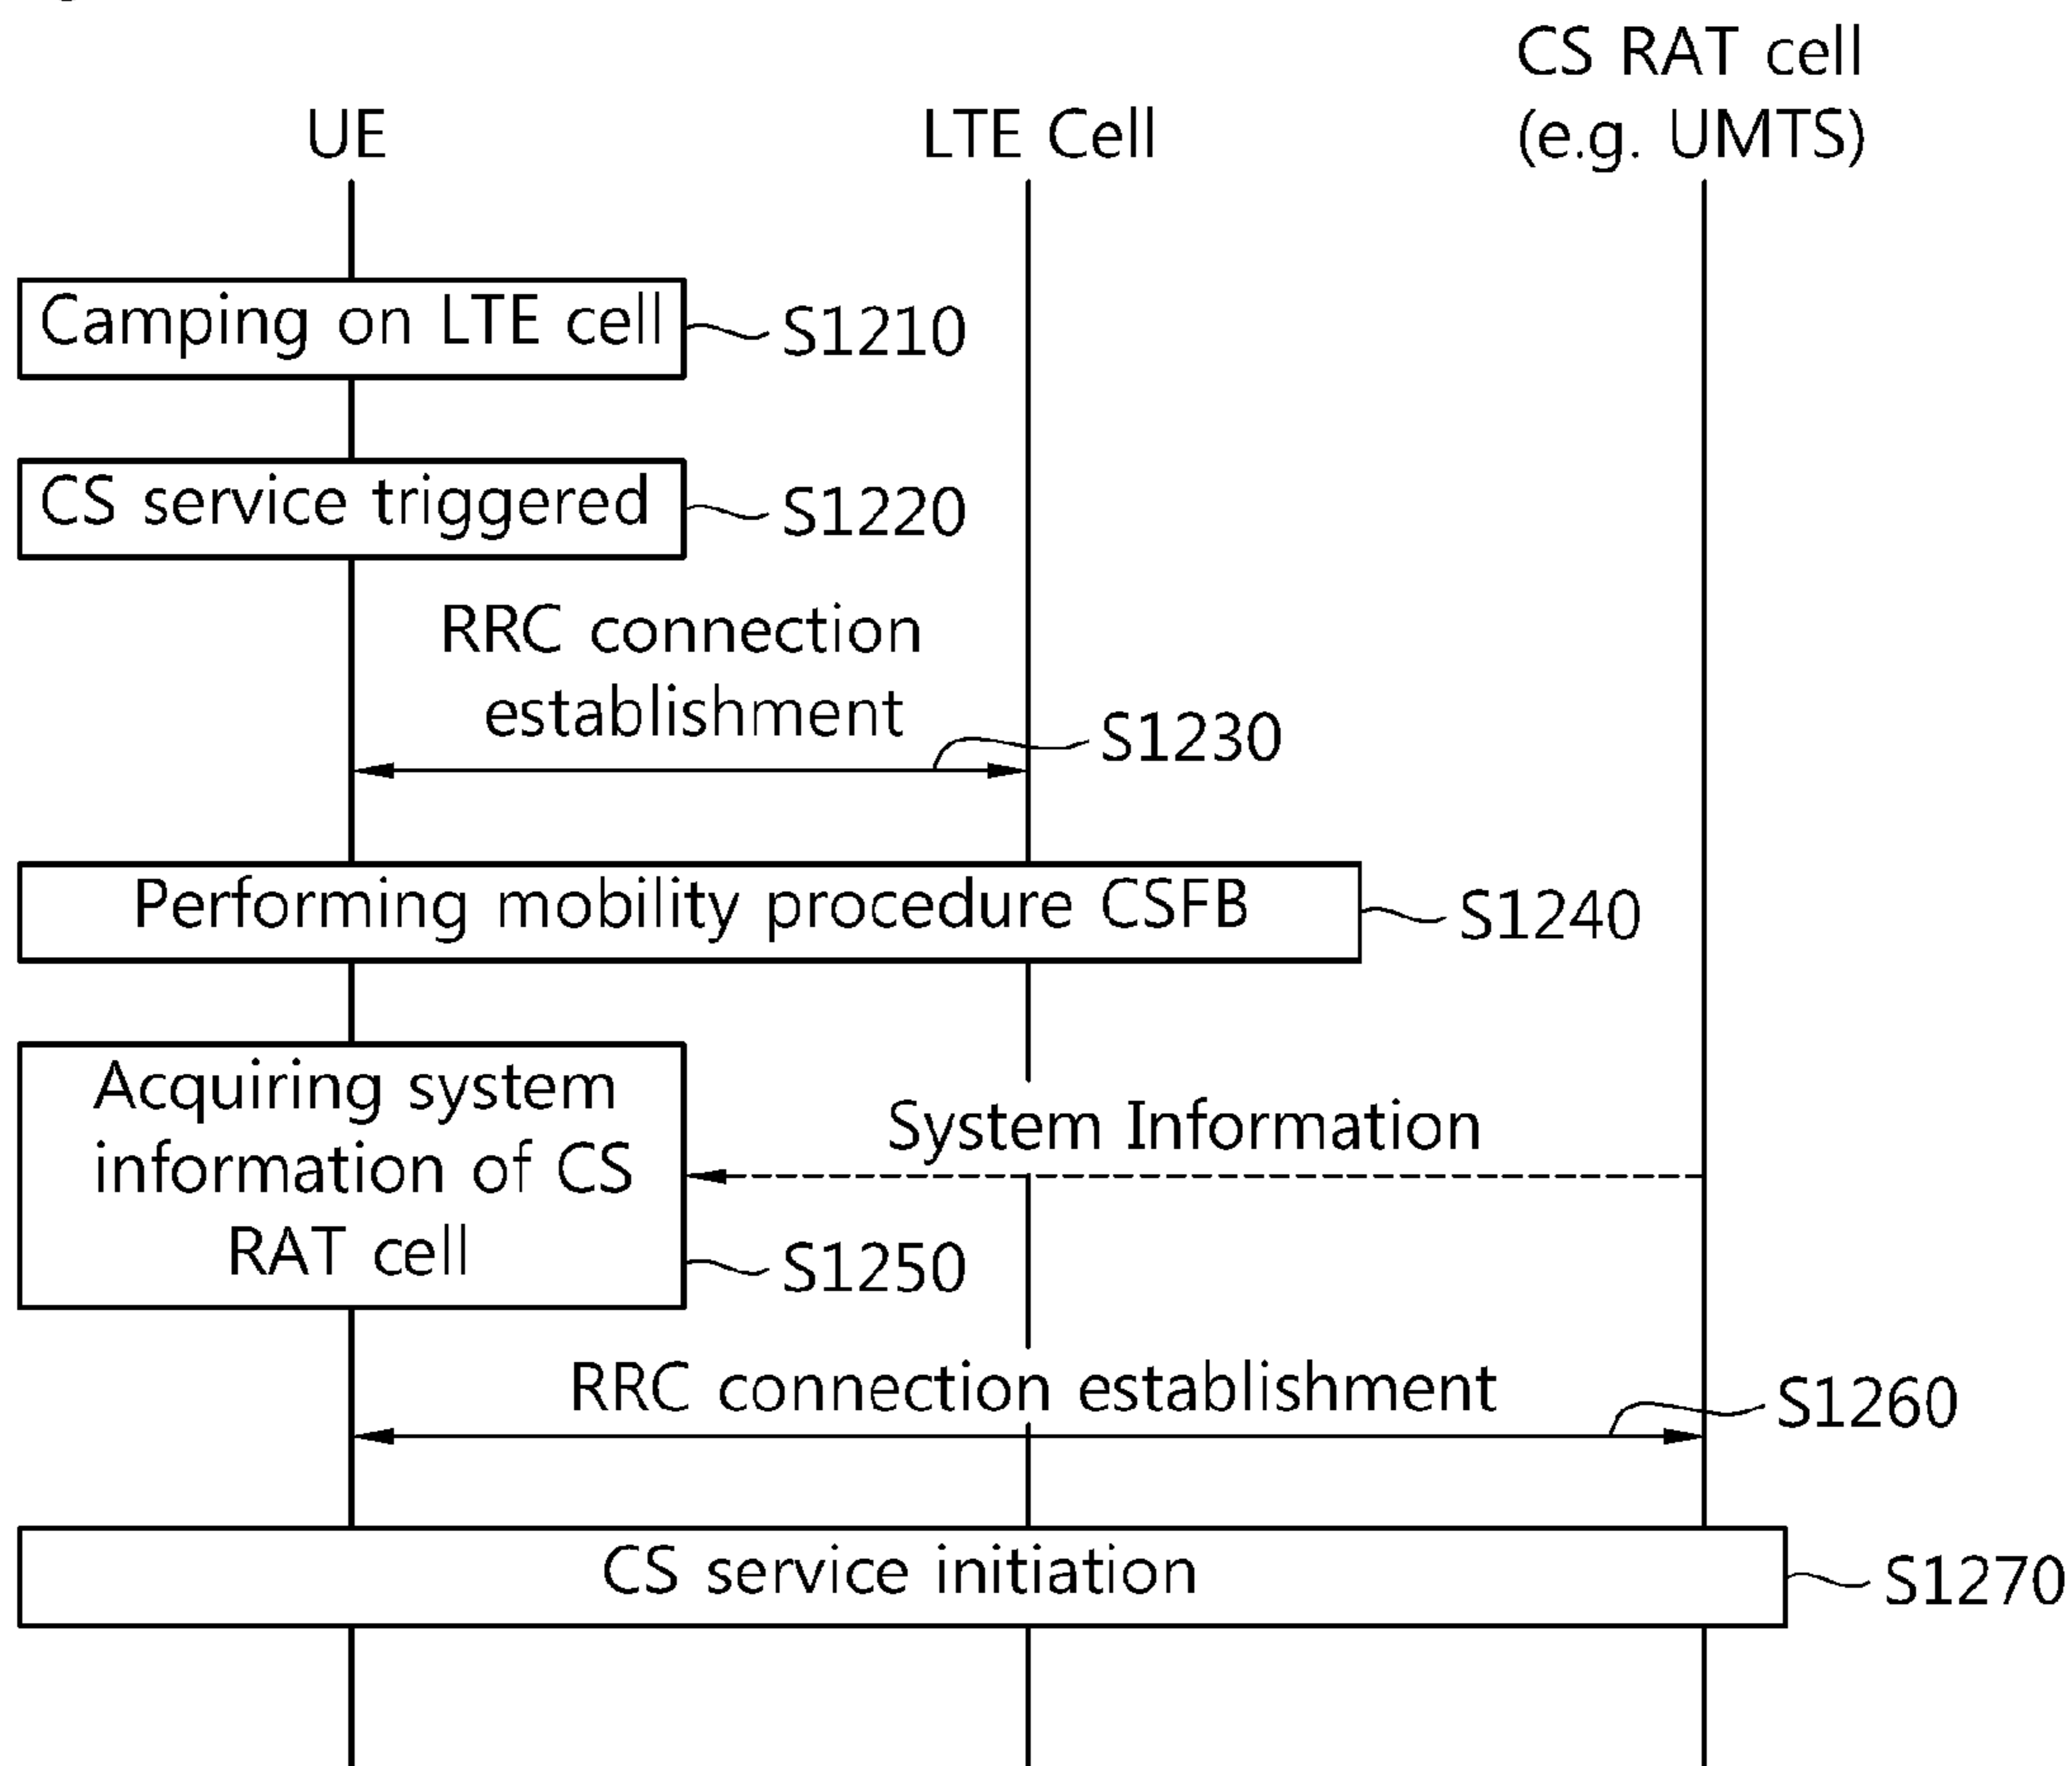 UE
LTE Cell
CS RAT cell
(e.g. UMTS)
Camping on LTE cell
S1210
CS service triggered
S1220
RRC connection
establishment
S1230
Performing mobility procedure CSFB
S1240
Acquiring system
information of CS
RAT cell
System Information
S1250
RRC connection establishment
S1260
CS service initiation
S1270